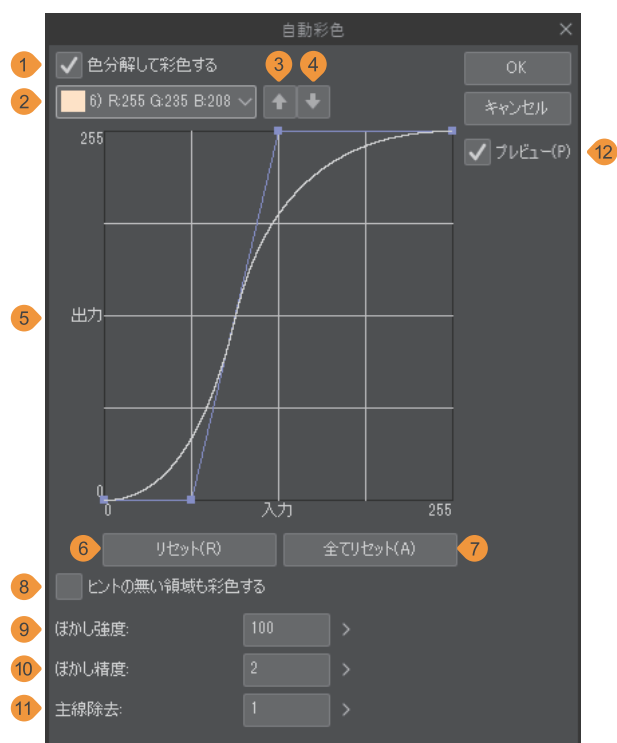 自動彩色
1 色分解して彩色する 3 4 OK
2 6) R:255 G:235 B:208 キャンセル
255 プレビュー(P) 12
5 出力
0
0 入力 255
6 リセット(R) 全てリセット(A) 7
8 ヒントの無い領域も彩色する
9 ぼかし強度: 100
10 ぼかし精度: 2
11 主線除去: 1